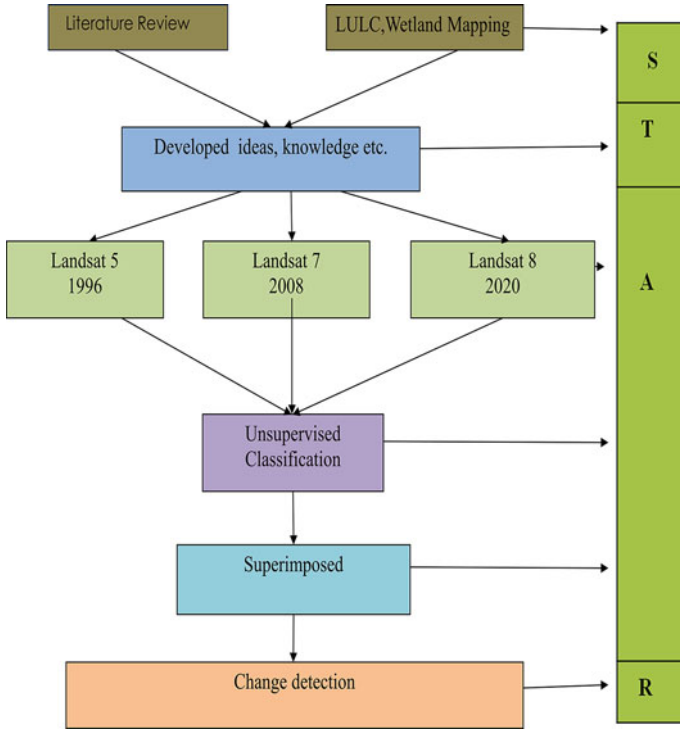 Literature Review
LULC,Wetland Mapping
S
Developed ideas, knowledge etc.
T
Landsat 5
1996
Landsat 7
2008
Landsat 8
2020
A
Unsupervised
Classification
Superimposed
Change detection
R